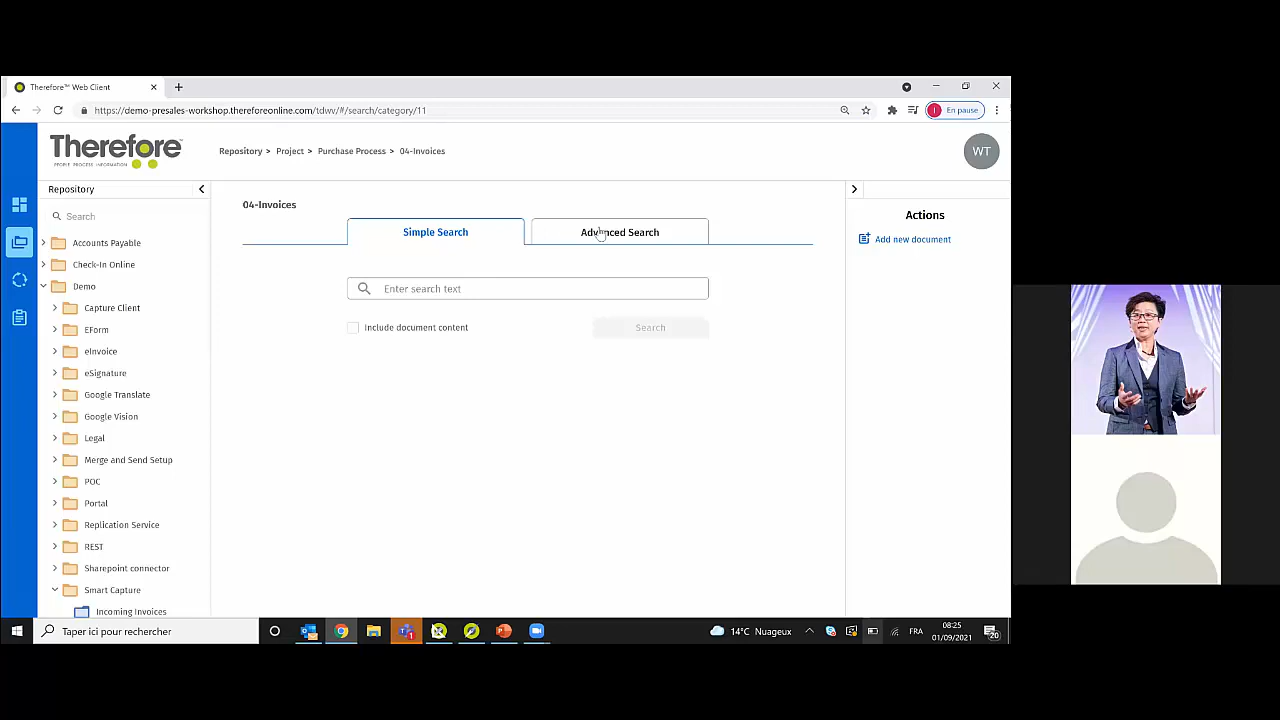 Therefore™ Web Client
https://demo-presales-workshop.thereforeonline.com/tdwv/#/search/category/11
En pause
Therefore™
PEOPLE PROCESS INFORMATION
Repository > Project > Purchase Process > 04-Invoices
WT
Repository
Search
Accounts Payable
Check-In Online
Demo
Capture Client
EForm
eInvoice
eSignature
Google Translate
Google Vision
Legal
Merge and Send Setup
POC
Portal
Replication Service
REST
Sharepoint connector
Smart Capture
Incoming Invoices
04-Invoices
Simple Search
Advanced Search
Enter search text
Include document content
Search
Actions
Add new document
Taper ici pour rechercher
14°C Nuageux
FRA
08:25
01/09/2021
20